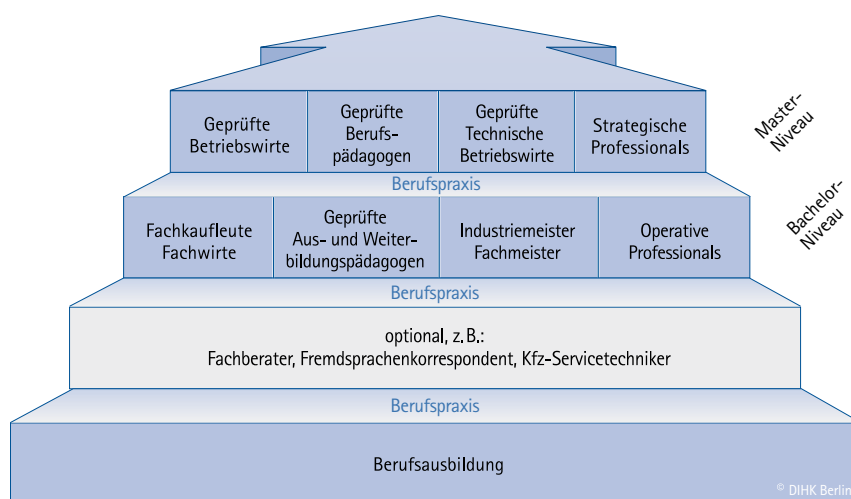 Geprüfte
Betriebswirte
Geprüfte
Berufs-
pädagogen
Geprüfte
Technische
Betriebswirte
Strategische
Professionals
Master-
Niveau
Berufspraxis
Fachkaufleute
Fachwirte
Geprüfte
Aus- und Weiter-
bildungspädagogen
Industriemeister
Fachmeister
Operative
Professionals
Bachelor-
Niveau
Berufspraxis
optional, z. B.:
Fachberater, Fremdsprachenkorrespondent, Kfz-Servicetechniker
Berufspraxis
Berufsausbildung
© DIHK Berlin